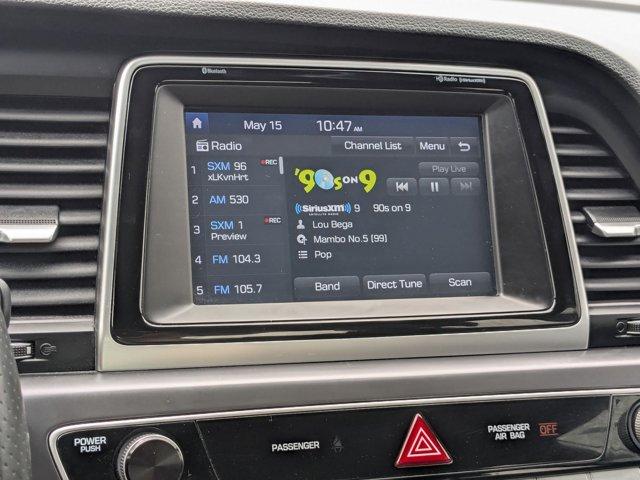 Bluetooth
HD Radio (SiriusXM)
May 15
10:47 AM
Radio
Channel List
Menu
1 SXM 96 REC
xLKvnHrt
2 AM 530
3 SXM 1 REC
Preview
4 FM 104.3
5 FM 105.7
'90s ON 9
Play Live
((SiriusXM)) 9 90s on 9
SATELLITE RADIO
Lou Bega
Mambo No.5 (99)
Pop
Band
Direct Tune
Scan
POWER
PUSH
PASSENGER
PASSENGER
AIR BAG
OFF